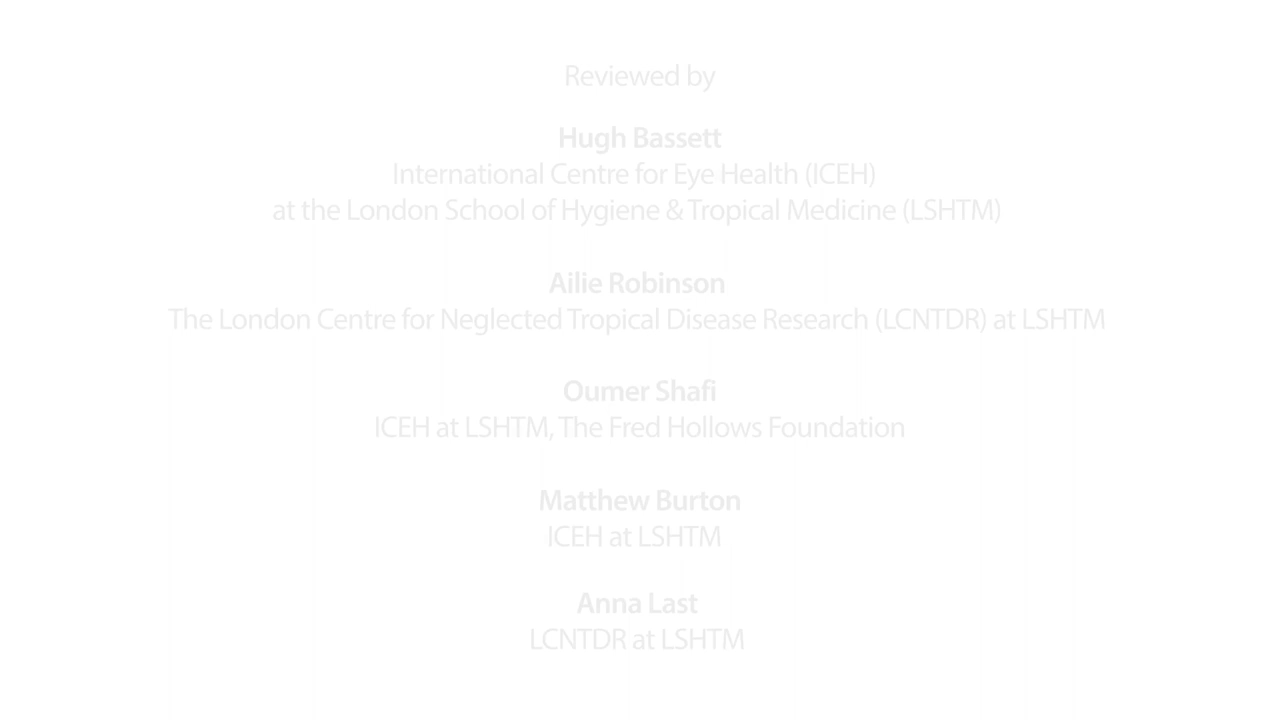 Reviewed by
Hugh Bassett
International Centre for Eye Health (ICEH)
at the London School of Hygiene & Tropical Medicine (LSHTM)
Ailie Robinson
The London Centre for Neglected Tropical Disease Research (LCNTDR) at LSHTM
Oumer Shafi
ICEH at LSHTM, The Fred Hollows Foundation
Matthew Burton
ICEH at LSHTM
Anna Last
LCNTDR at LSHTM